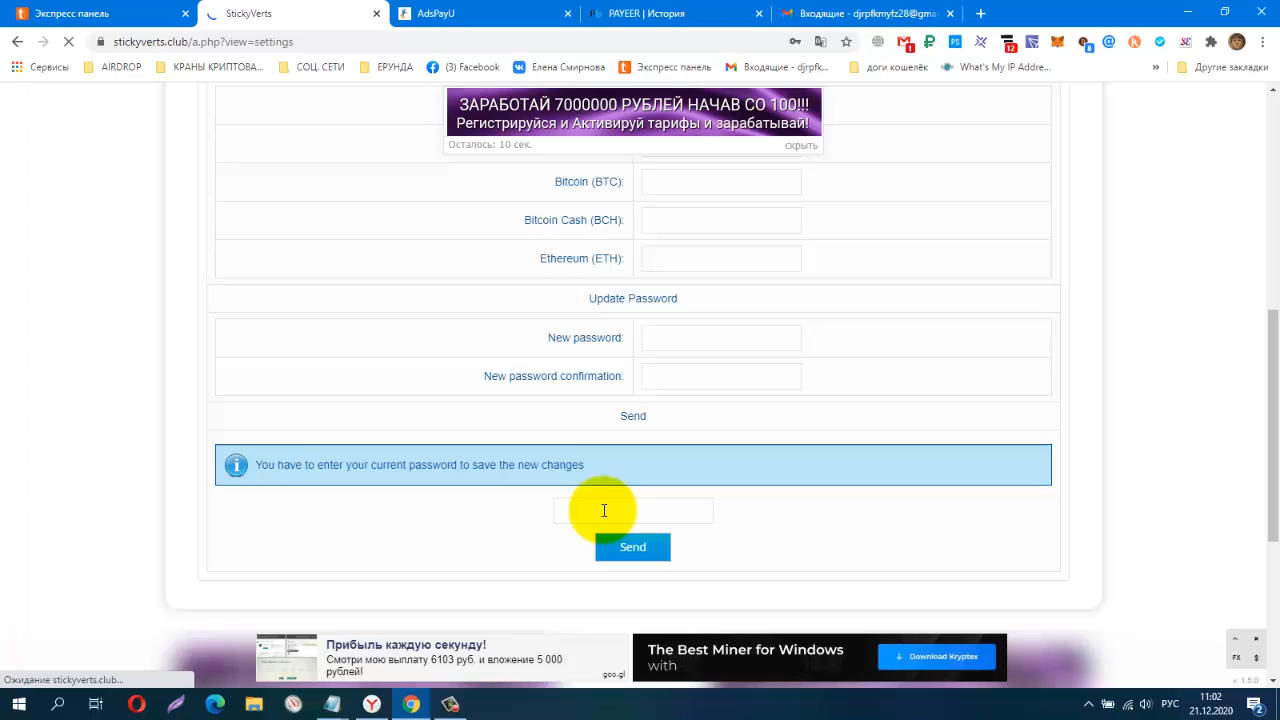 Экспресс панель
StickyVerts
AdsPayU
PAYEER | История
Входящие - djrpfkmyfz28@gmai
stickyverts.club/a.php?view=settings
Сервисы
AIRDROP
КРАНЫ КРИПТОВА...
СОЦ. СЕТИ
ЕРУНДА
(3) Facebook
Елена Смирнова
Экспресс панель
Входящие - djrpfk...
доги кошелёк
What's My IP Addre...
»
Другие закладки
ЗАРАБОТАЙ 7000000 РУБЛЕЙ НАЧАВ СО 100!!!
Регистрируйся и Активируй тарифы и зарабатывай!
Осталось: 10 сек.
скрыть
Bitcoin (BTC):
Bitcoin Cash (BCH):
Ethereum (ETH):
Update Password
New password:
New password confirmation:
Send
You have to enter your current password to save the new changes
Send
Прибыль каждую секунду!
Смотри мою выплату 6103 руб. и вложение 5 000
рублей!
goo.gl
The Best Miner for Windows
with
Download Kryptex
FX $
v. 1.5.0
Ожидание stickyverts.club...
РУС
11:02
21.12.2020